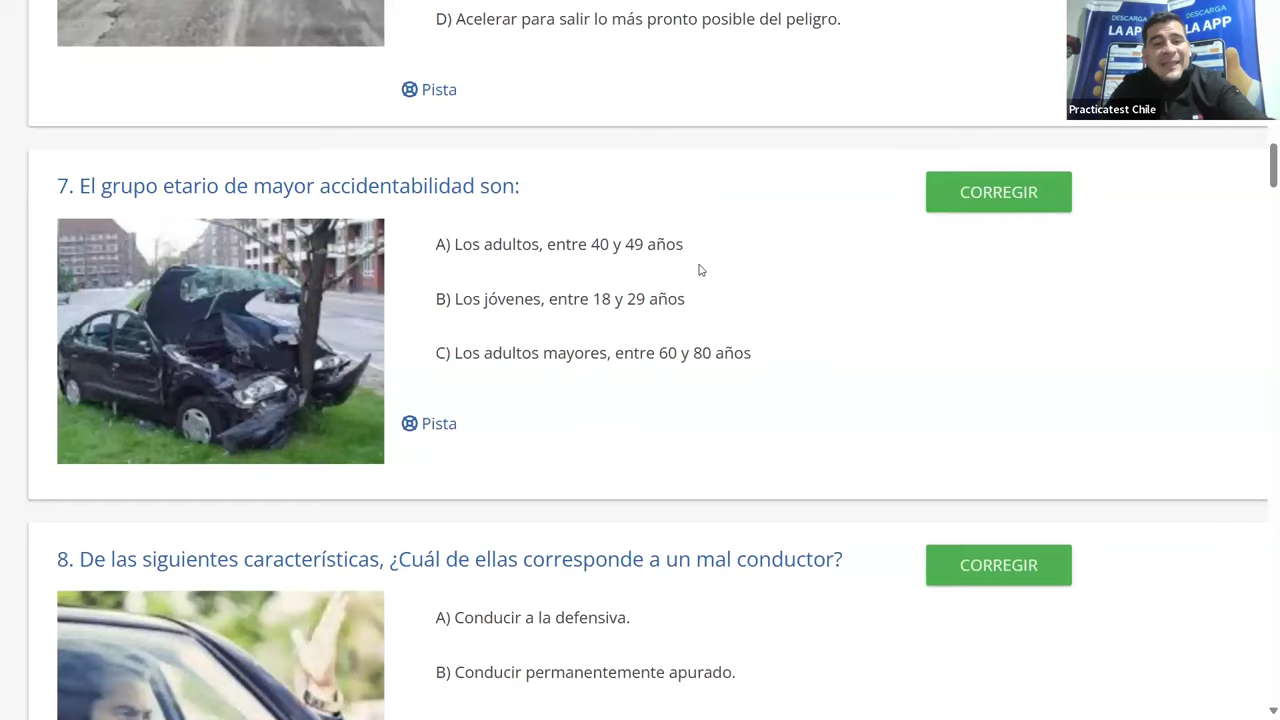 D) Acelerar para salir lo más pronto posible del peligro.
Pista
DESCARGA
LA APP
DESCARGA
LA APP
Practicatest Chile
7. El grupo etario de mayor accidentabilidad son:
CORREGIR
A) Los adultos, entre 40 y 49 años
B) Los jóvenes, entre 18 y 29 años
C) Los adultos mayores, entre 60 y 80 años
Pista
8. De las siguientes características, ¿Cuál de ellas corresponde a un mal conductor?
CORREGIR
A) Conducir a la defensiva.
B) Conducir permanentemente apurado.